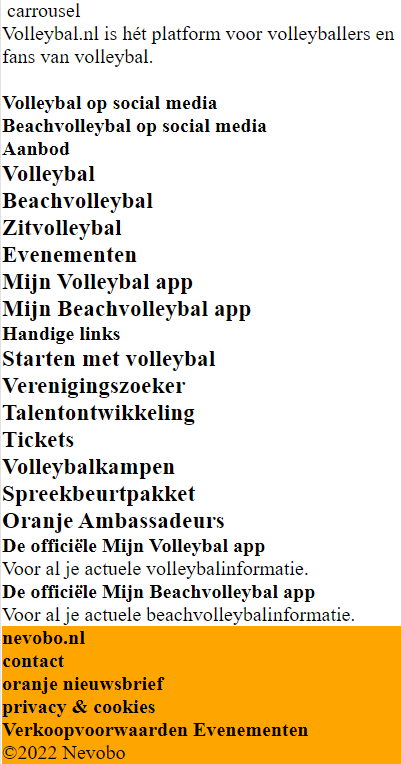 carrousel
Volleybal.nl is hét platform voor volleyballers en
fans van volleybal.
Volleybal op social media
Beachvolleybal op social media
Aanbod
Volleybal
Beachvolleybal
Zitvolleybal
Evenementen
Mijn Volleybal app
Mijn Beachvolleybal app
Handige links
Starten met volleybal
Verenigingszoeker
Talentontwikkeling
Tickets
Volleybalkampen
Spreekbeurtpakket
Oranje Ambassadeurs
De officiële Mijn Volleybal app
Voor al je actuele volleybalinformatie.
De officiële Mijn Beachvolleybal app
Voor al je actuele beachvolleybalinformatie.
nevobo.nl
contact
oranje nieuwsbrief
privacy & cookies
Verkoopvoorwaarden Evenementen
©2022 Nevobo